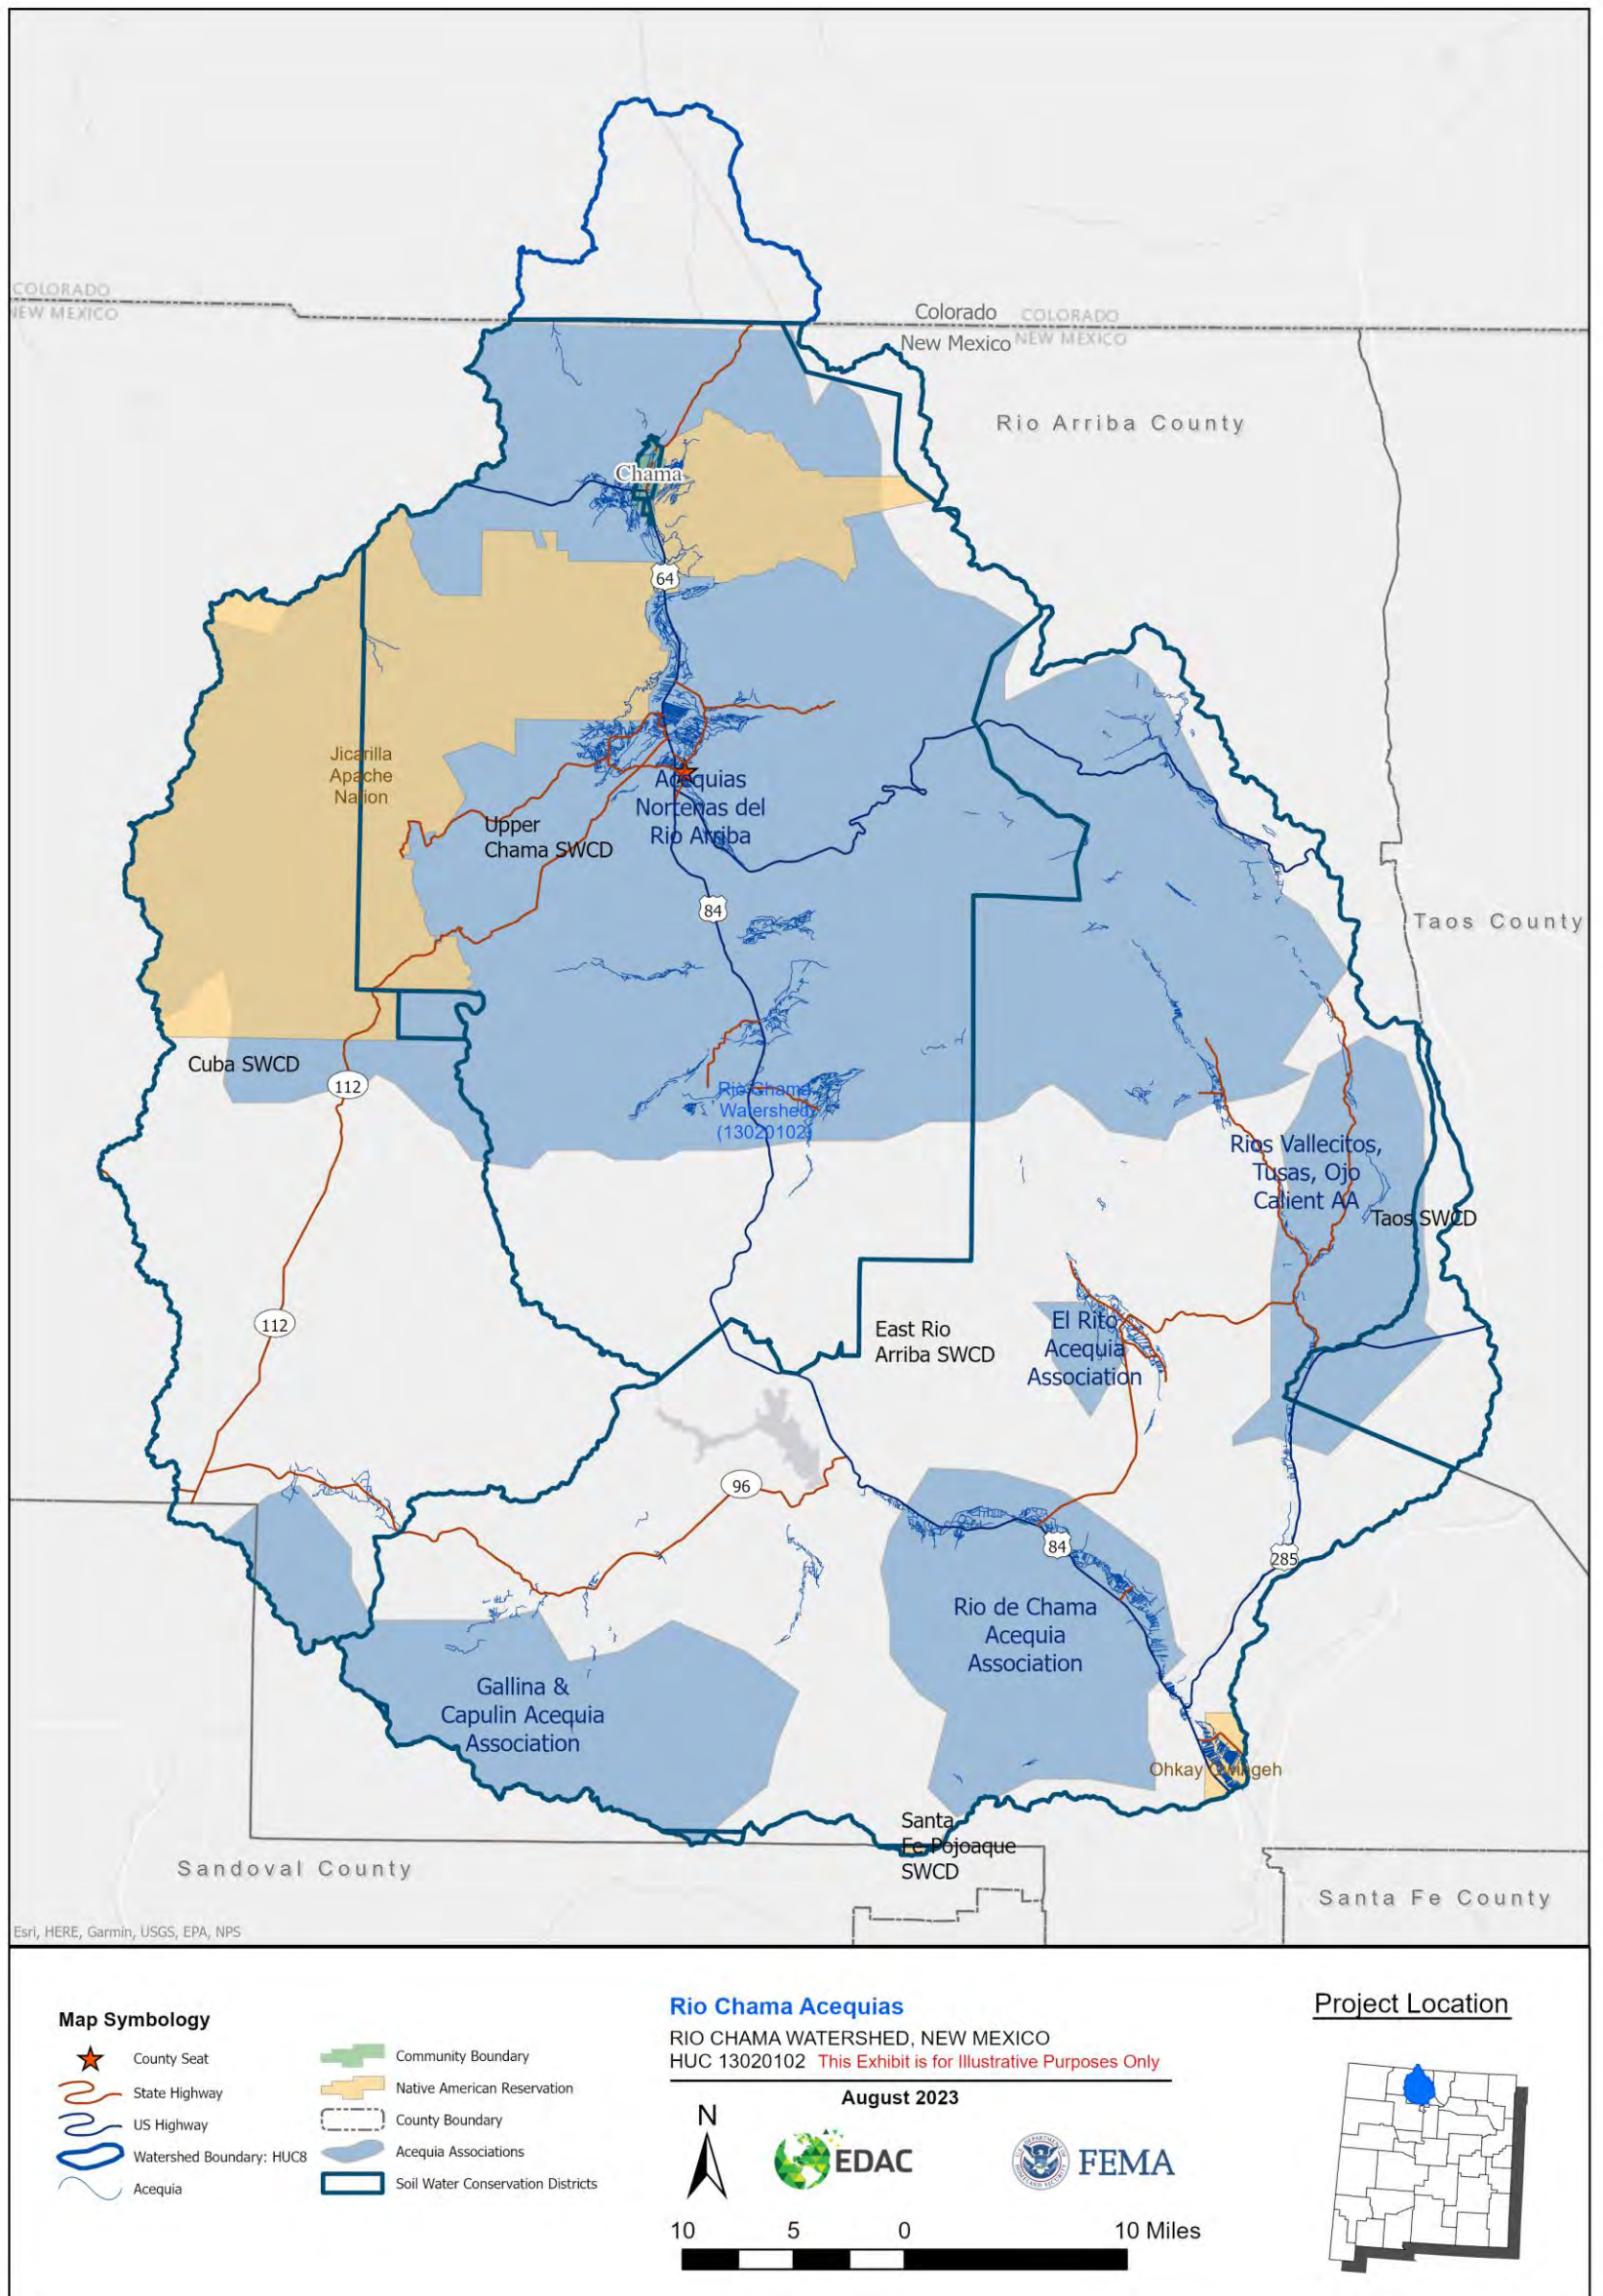 COLORADO
NEW MEXICO
Colorado
New Mexico
COLORADO
NEW MEXICO
Rio Arriba County
Chama
64
Jicarilla
Apache
Nation
Acequias
Nortenas del
Rio Arriba
Upper
Chama SWCD
84
Taos County
Cuba SWCD
112
Rio Chama
Watershed
(13020102)
Rios Vallecitos,
Tusas, Ojo
Calient AA
Taos SWCD
112
East Rio
Arriba SWCD
El Rito
Acequia
Association
96
84
285
Rio de Chama
Acequia
Association
Gallina &
Capulin Acequia
Association
Ohkay Owingeh
Santa
Fe-Pojoaque
SWCD
Sandoval County
Santa Fe County
Esri, HERE, Garmin, USGS, EPA, NPS
Map Symbology
County Seat
State Highway
US Highway
Watershed Boundary: HUC8
Acequia
Community Boundary
Native American Reservation
County Boundary
Acequia Associations
Soil Water Conservation Districts
Rio Chama Acequias
RIO CHAMA WATERSHED, NEW MEXICO
HUC 13020102 This Exhibit is for Illustrative Purposes Only
August 2023
N
EDAC
FEMA
10 5 0 10 Miles
Project Location